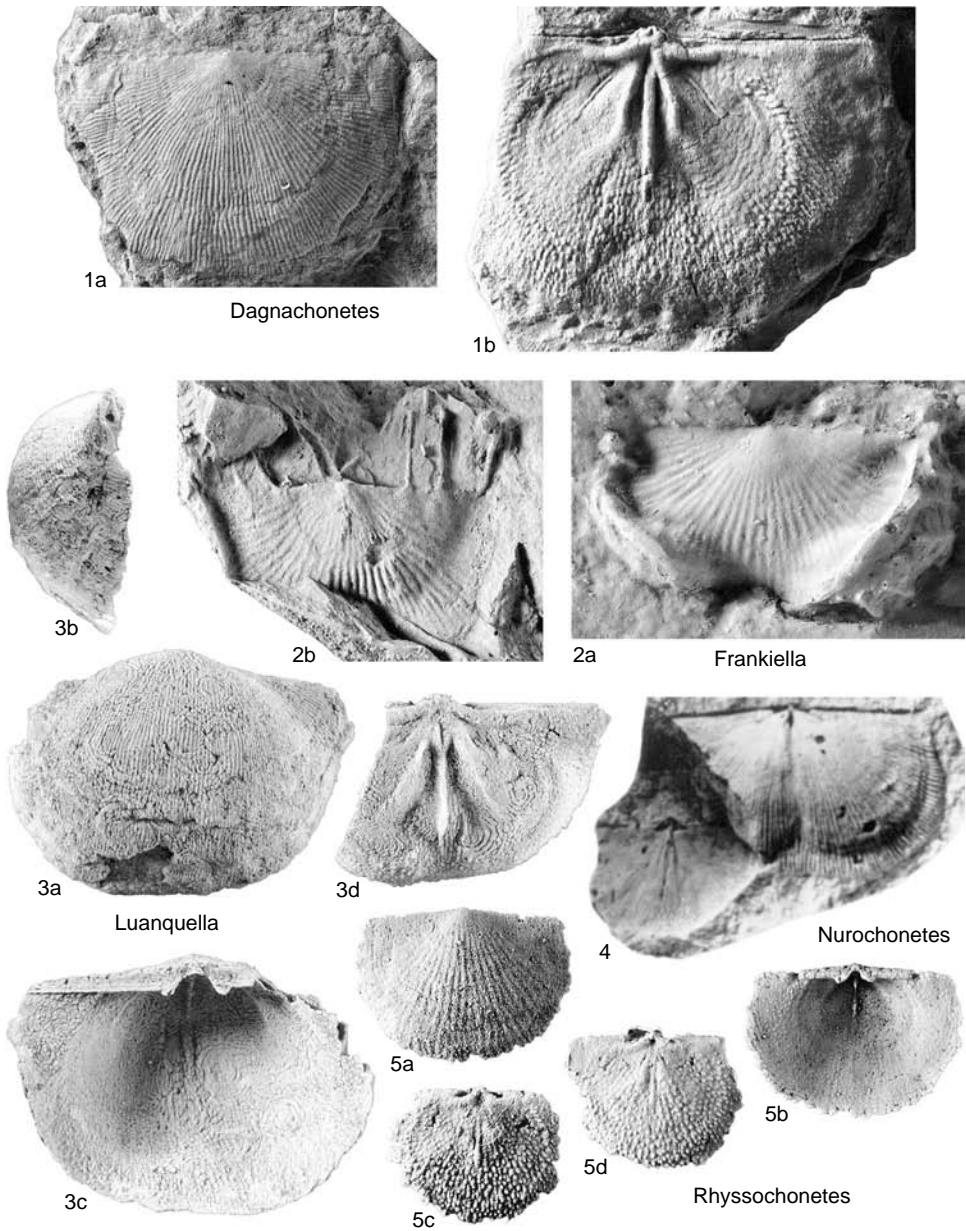 1a
Dagnachonetes
1b
3b
2b
2a
Frankiella
3a
3d
Luanquella
4
Nurochonetes
3c
5a
5b
5c
5d
Rhyssochonetes